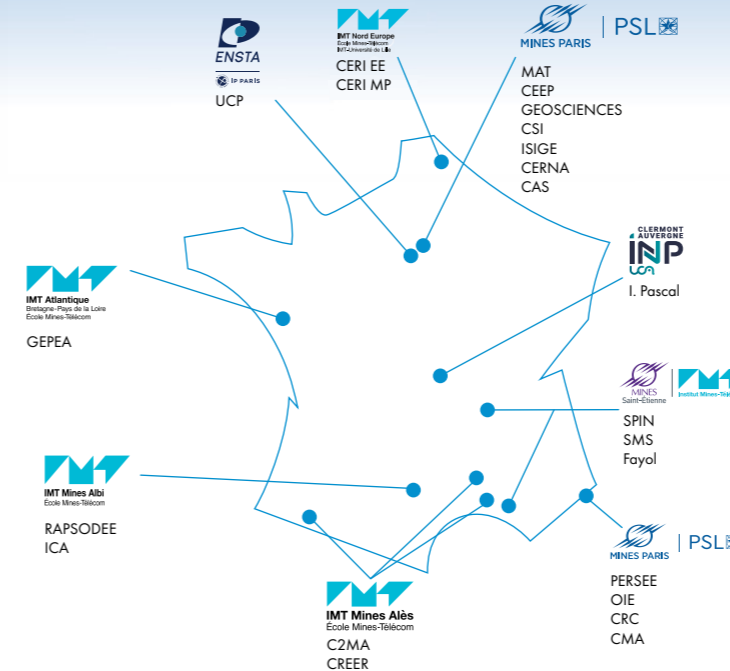 ENSTA
IP PARIS
UCP
IMT Nord Europe
École Mines-Télécom
IMT-Université de Lille
CERI EE
CERI MP
MINES PARIS | PSL
MAT
CEEP
GEOSCIENCES
CSI
ISIGE
CERNA
CAS
CLERMONT
AUVERGNE
INP
UCA
I. Pascal
IMT Atlantique
Bretagne-Pays de la Loire
École Mines-Télécom
GEPEA
MINES
Saint-Étienne
Institut Mines-Tél
SPIN
SMS
Fayol
IMT Mines Albi
École Mines-Télécom
RAPSODEE
ICA
MINES PARIS | PSL
PERSEE
OIE
CRC
CMA
IMT Mines Alès
École Mines-Télécom
C2MA
CREER